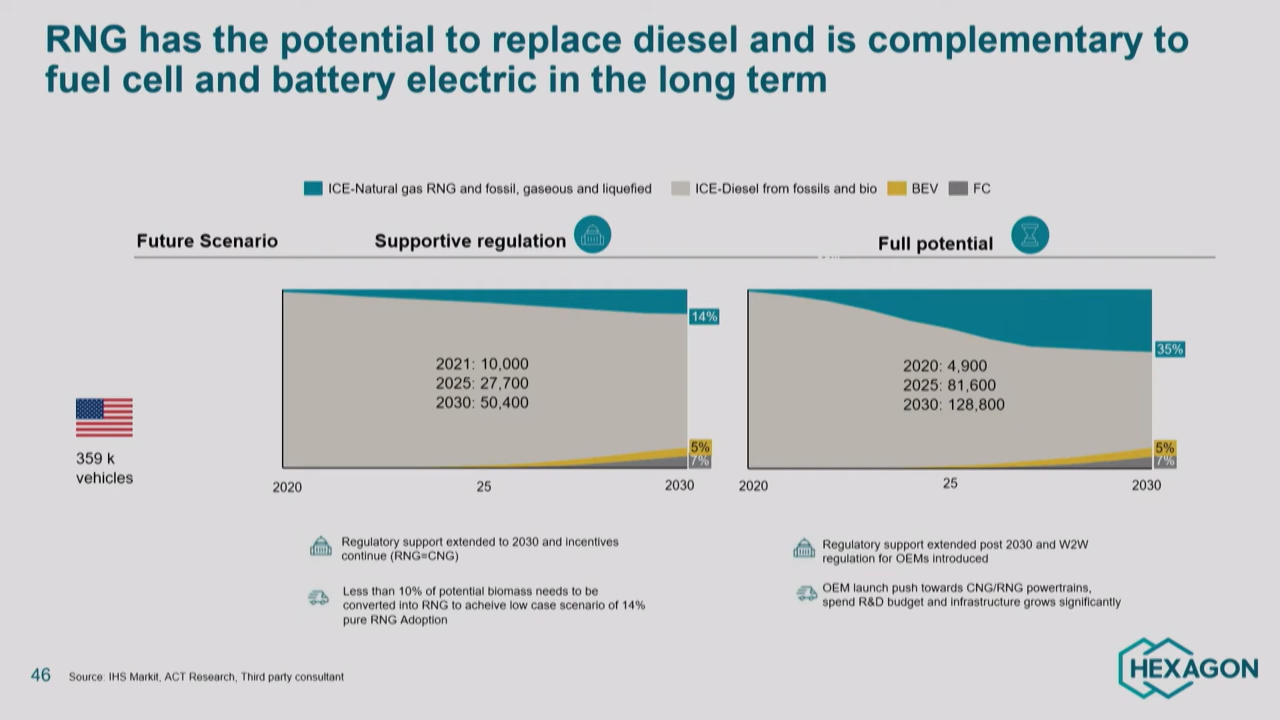 RNG has the potential to replace diesel and is complementary to
fuel cell and battery electric in the long term
ICE-Natural gas RNG and fossil, gaseous and liquefied
ICE-Diesel from fossils and bio
BEV
FC
Future Scenario
Supportive regulation
Full potential
14%
2021: 10,000
2025: 27,700
2030: 50,400
5%
7%
2020
25
2030
35%
2020: 4,900
2025: 81,600
2030: 128,800
5%
7%
2020
25
2030
359 k
vehicles
Regulatory support extended to 2030 and incentives
continue (RNG=CNG)
Less than 10% of potential biomass needs to be
converted into RNG to acheive low case scenario of 14%
pure RNG Adoption
Regulatory support extended post 2030 and W2W
regulation for OEMs introduced
OEM launch push towards CNG/RNG powertrains,
spend R&D budget and infrastructure grows significantly
46
Source: IHS Markit, ACT Research, Third party consultant
HEXAGON